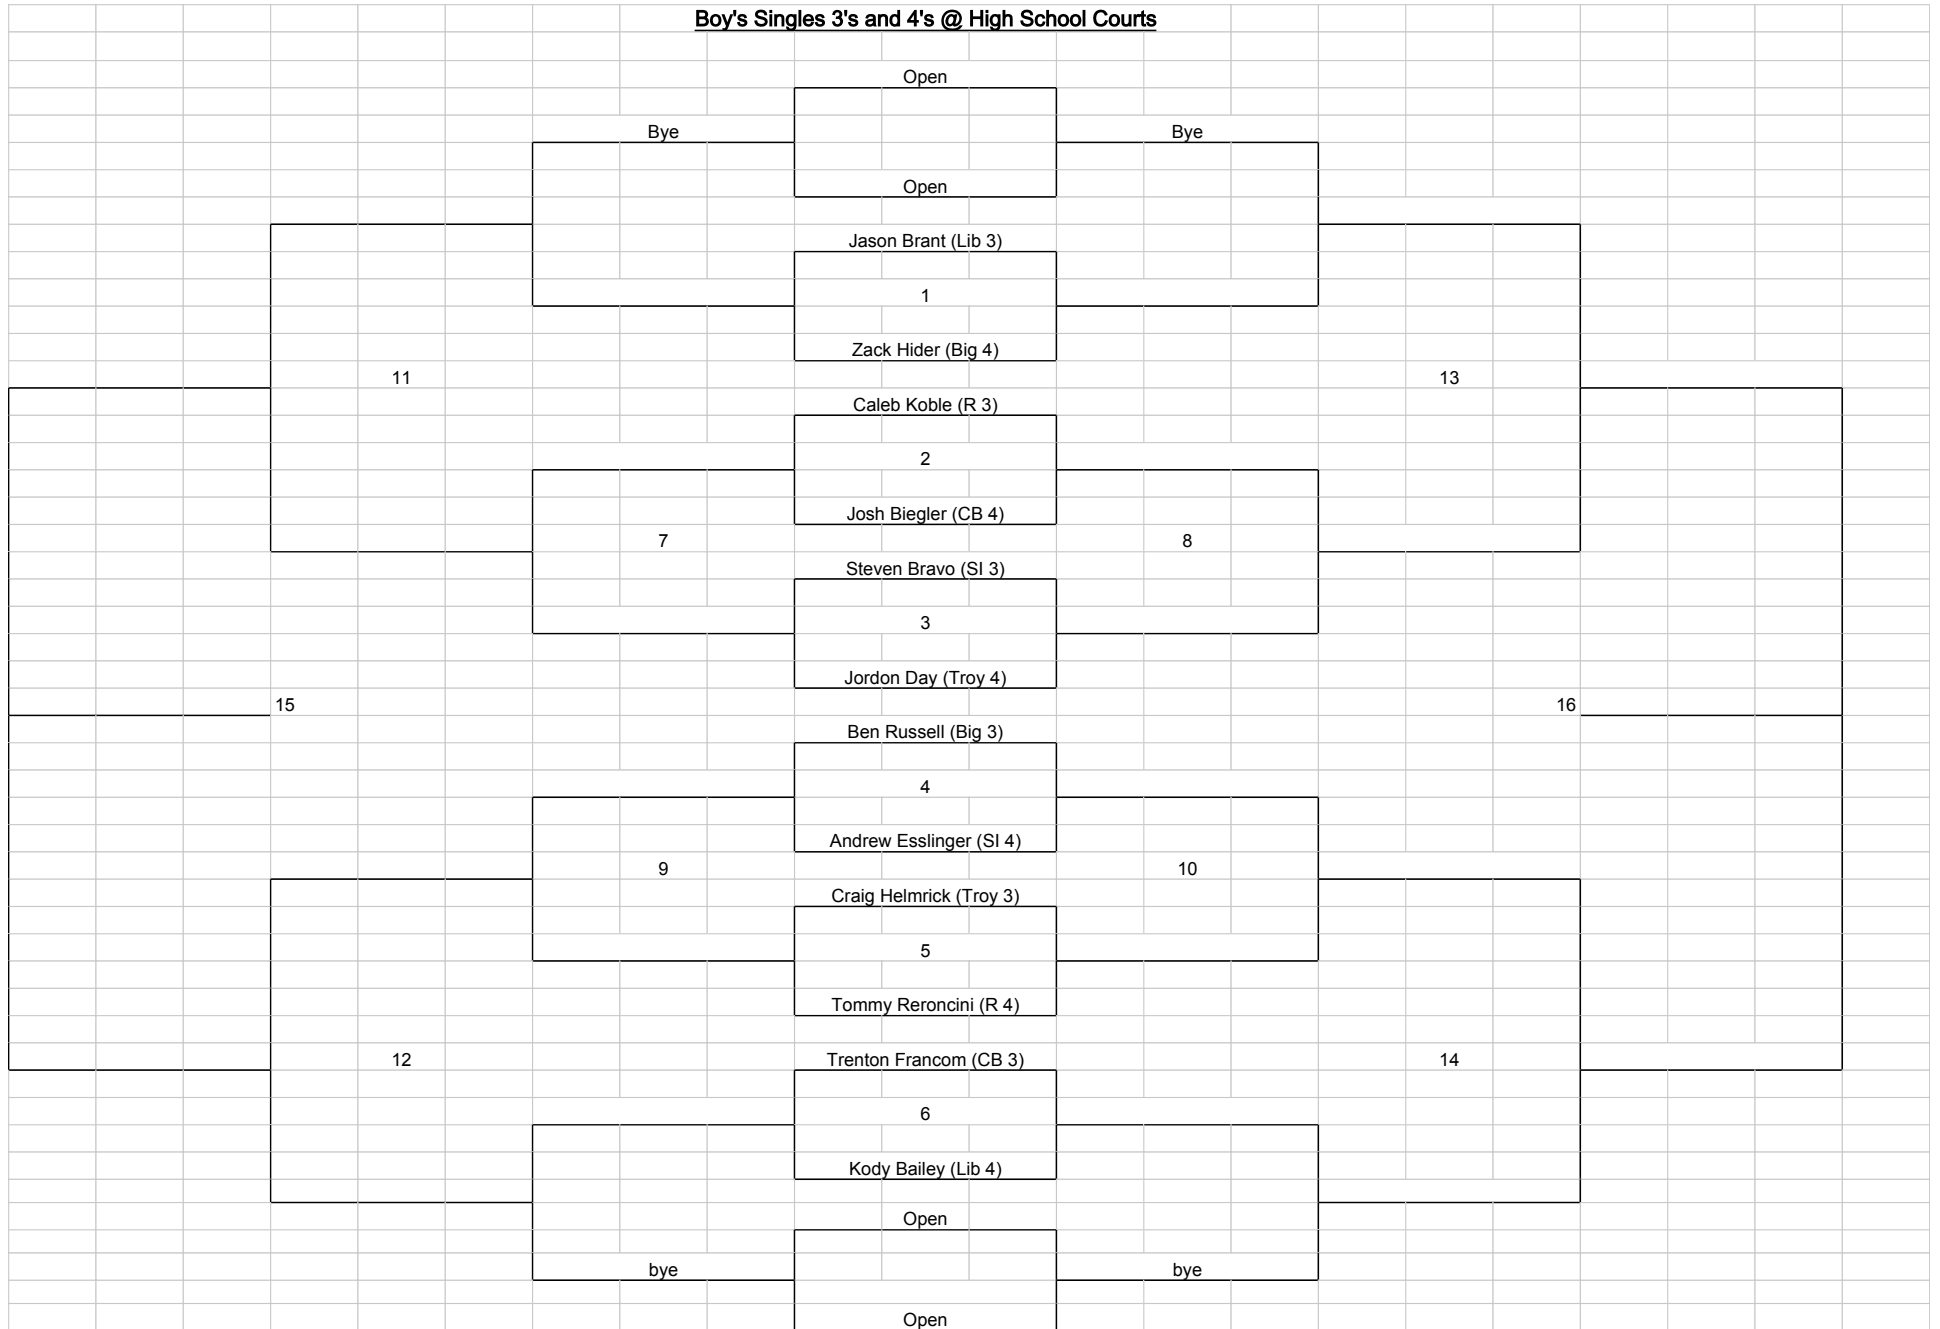 Boy's Singles 3's and 4's @ High School Courts
Open
Bye Bye
Open
Jason Brant (Lib 3)
1
Zack Hider (Big 4)
11 13
Caleb Koble (R 3)
2
Josh Biegler (CB 4)
7 8
Steven Bravo (SI 3)
3
Jordon Day (Troy 4)
15 16
Ben Russell (Big 3)
4
Andrew Esslinger (SI 4)
9 10
Craig Helmrick (Troy 3)
5
Tommy Reroncini (R 4)
12 Trenton Francom (CB 3) 14
6
Kody Bailey (Lib 4)
Open
bye bye
Open